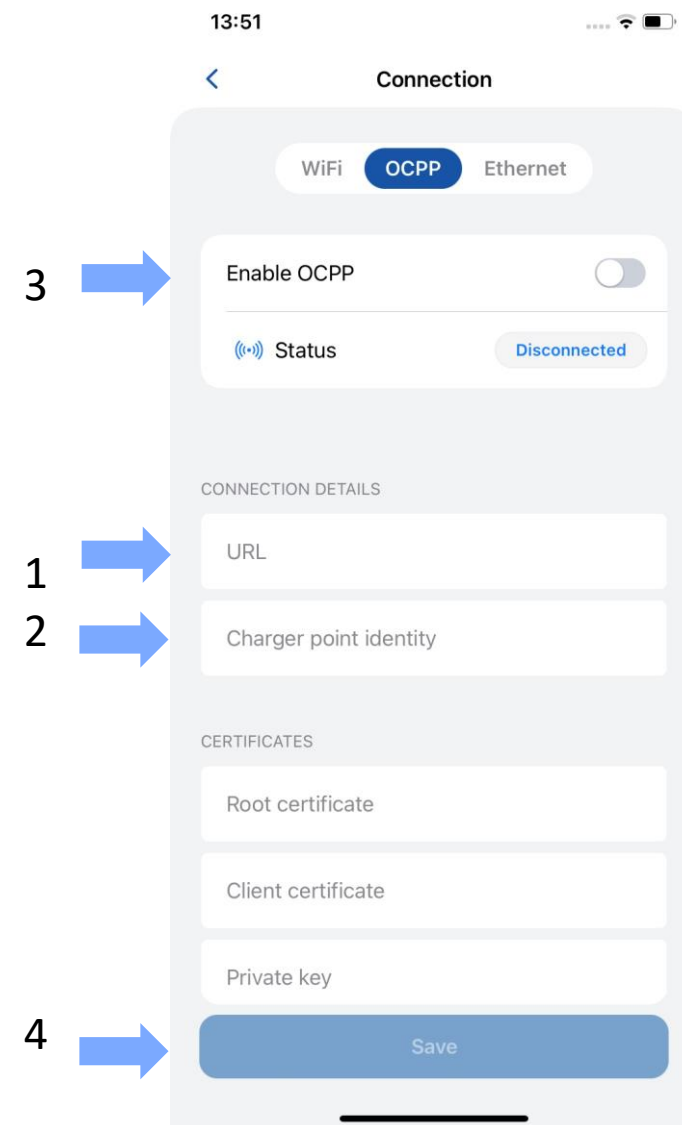 13:51
Connection
WiFi OCPP Ethernet
3 Enable OCPP
Status Disconnected
CONNECTION DETAILS
1 URL
2 Charger point identity
CERTIFICATES
Root certificate
Client certificate
Private key
4 Save